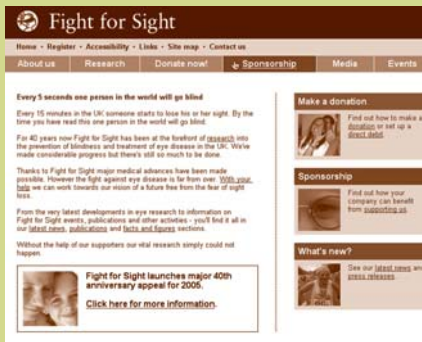 Fight for Sight
Home • Register • Accessibility • Links • Site map • Contact us
About us Research Donate now! Sponsorship Media Events
Every 5 seconds one person in the world will go blind
Every 15 minutes in the UK someone starts to lose his or her sight. By the
time you have read this one person in the world will go blind.
For 40 years now Fight for Sight has been at the forefront of research into
the prevention of blindness and treatment of eye disease in the UK. We've
made considerable progress but there's still so much to be done.
Thanks to Fight for Sight major medical advances have been made
possible. However the fight against eye disease is far from over. With your
help we can work towards our vision of a future free from the fear of sight
loss.
From the very latest developments in eye research to information on
Fight for Sight events, publications and other activities - you'll find it all in
our latest news, publications and facts and figures sections.
Without the help of our supporters our vital research simply could not
happen.
Fight for Sight launches major 40th
anniversary appeal for 2005.
Click here for more information.
Make a donation
Find out how to make a
donation or set up a
direct debit.
Sponsorship
Find out how your
company can benefit
from supporting us.
What's new?
See our latest news and
press releases.